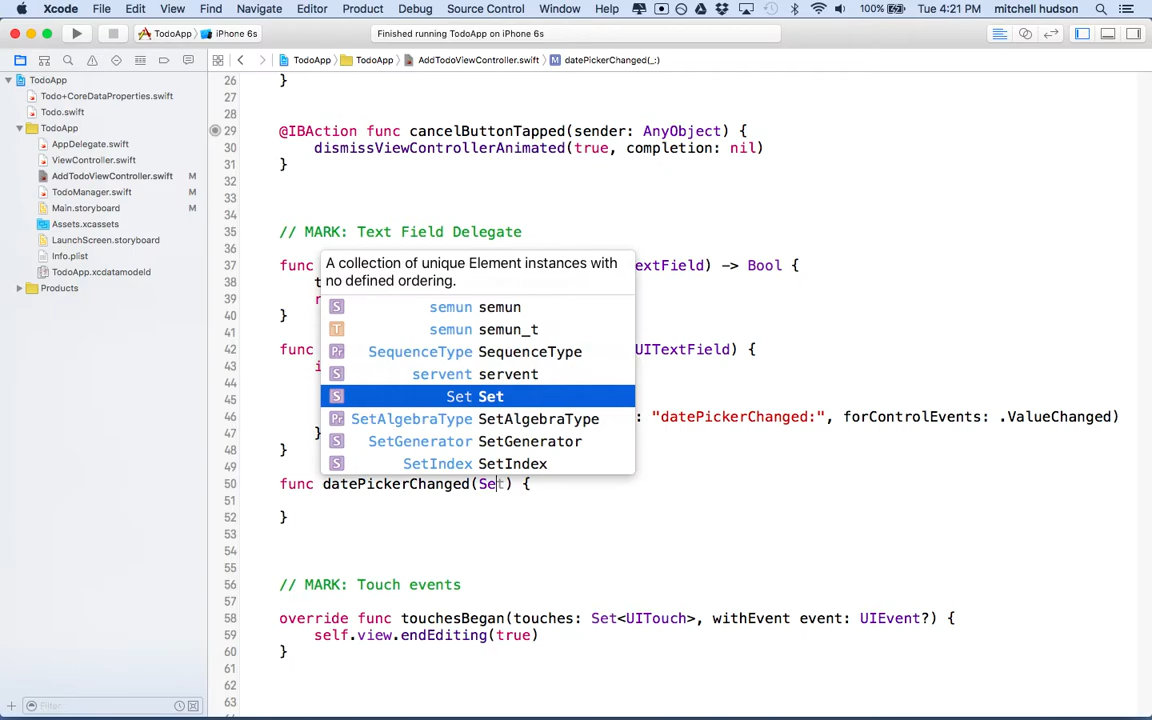 Xcode File Edit View Find Navigate Editor Product Debug Source Control Window Help 100% Tue 4:21 PM mitchell hudson
TodoApp iPhone 6s Finished running TodoApp on iPhone 6s
TodoApp TodoApp AddTodoViewController.swift datePickerChanged(_:)
TodoApp
Todo+CoreDataProperties.swift
Todo.swift
TodoApp
AppDelegate.swift
ViewController.swift
AddTodoViewController.swift M
TodoManager.swift M
Main.storyboard M
Assets.xcassets
LaunchScreen.storyboard
Info.plist
TodoApp.xcdatamodeld
Products
Filter
26 }
27
28
29 @IBAction func cancelButtonTapped(sender: AnyObject) {
30 dismissViewControllerAnimated(true, completion: nil)
31 }
32
33
34
35 // MARK: Text Field Delegate
36
37 func extField) -> Bool {
38 t
39 r
40 }
41
42 func UITextField) {
43 i
44
45
46 : "datePickerChanged:", forControlEvents: .ValueChanged)
47 }
48 }
49
50 func datePickerChanged(Set) {
51
52 }
53
54
55
56 // MARK: Touch events
57
58 override func touchesBegan(touches: Set<UITouch>, withEvent event: UIEvent?) {
59 self.view.endEditing(true)
60 }
61
62
63
A collection of unique Element instances with
no defined ordering.
S semun semun
T semun semun_t
Pr SequenceType SequenceType
S servent servent
S Set Set
Pr SetAlgebraType SetAlgebraType
S SetGenerator SetGenerator
S SetIndex SetIndex